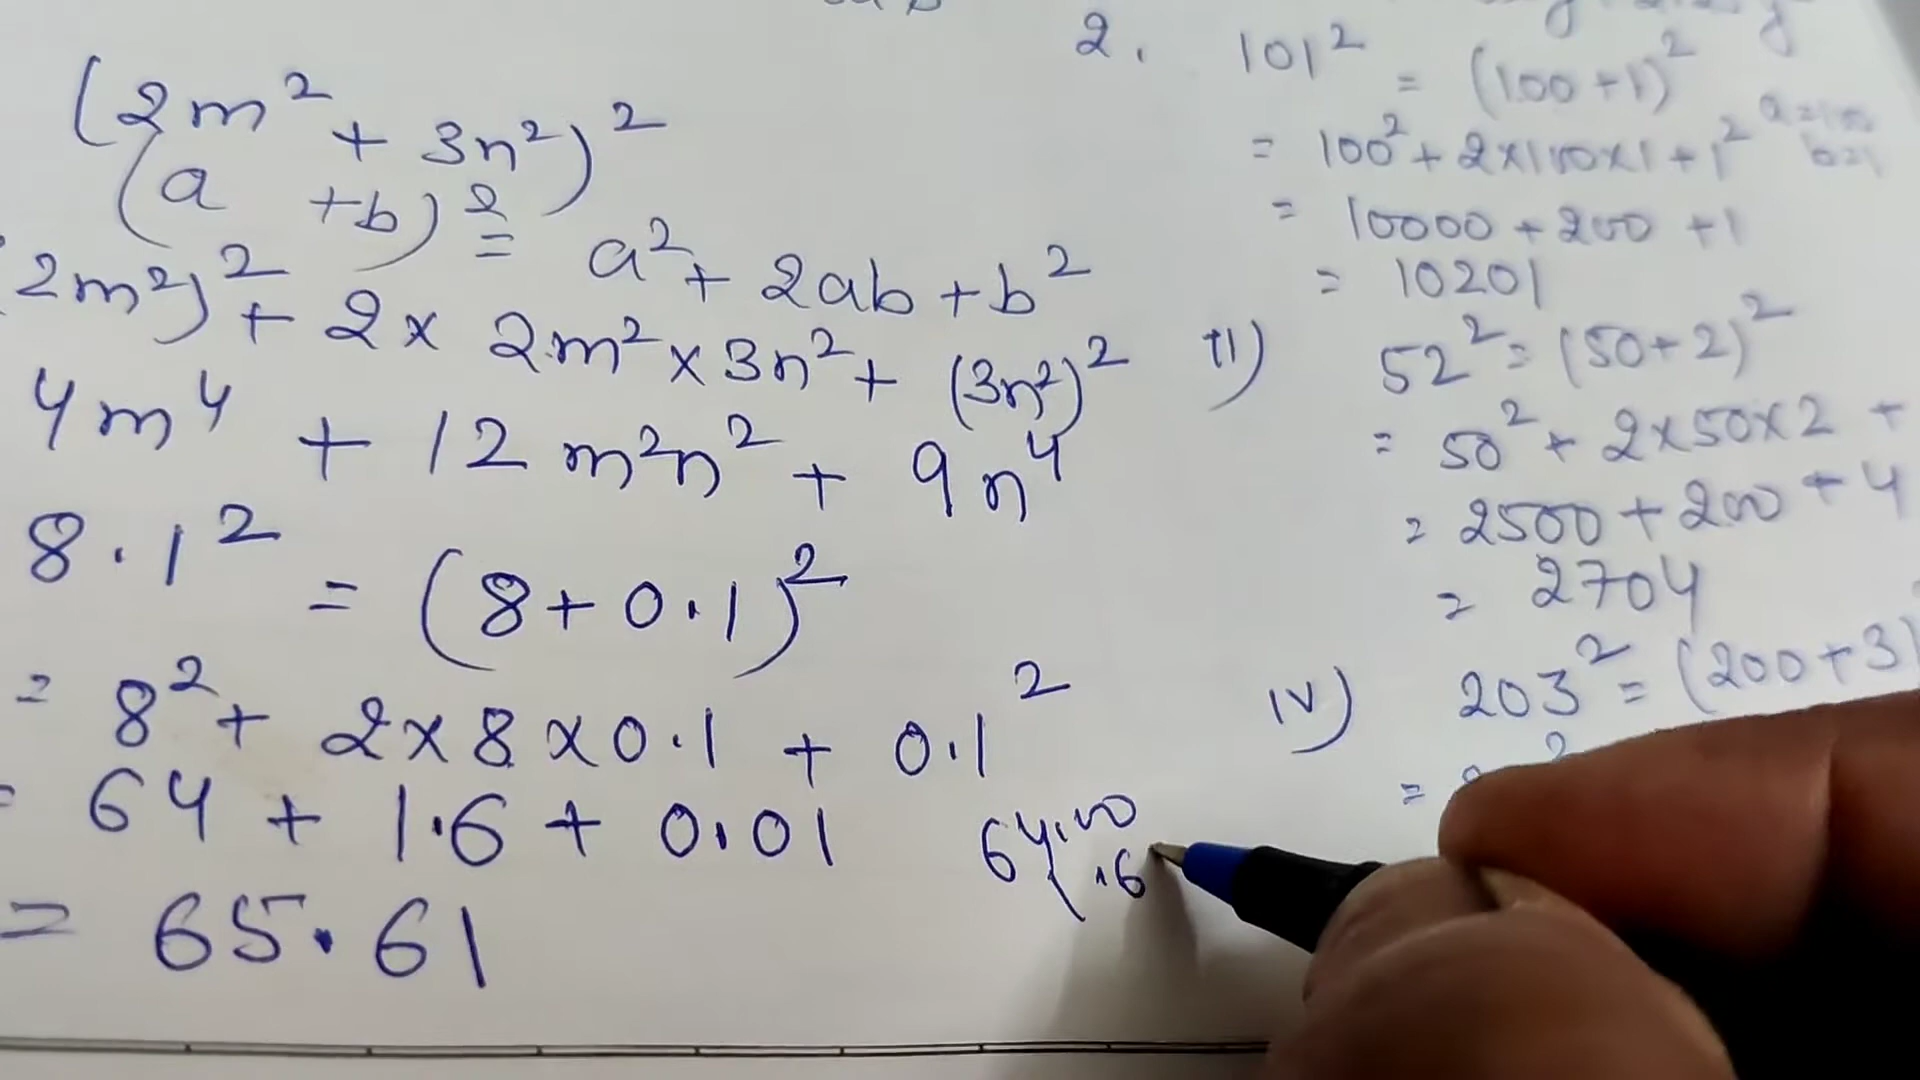 (2m² + 3n²)²
(a + b)² = a² + 2ab + b²
2m²)² + 2 × 2m² × 3n² + (3n²)²
4m⁴ + 12 m²n² + 9n⁴
8.1² = (8 + 0.1)²
= 8² + 2 × 8 × 0.1 + 0.1²
= 64 + 1.6 + 0.01
= 65.61
64.00
1.6
2. 101² = (100 + 1)²
= 100² + 2×100×1 + 1²
= 10000 + 200 + 1
= 10201
II) 52² = (50 + 2)²
= 50² + 2×50×2 +
= 2500 + 200 + 4
= 2704
IV) 203² = (200 + 3)
=